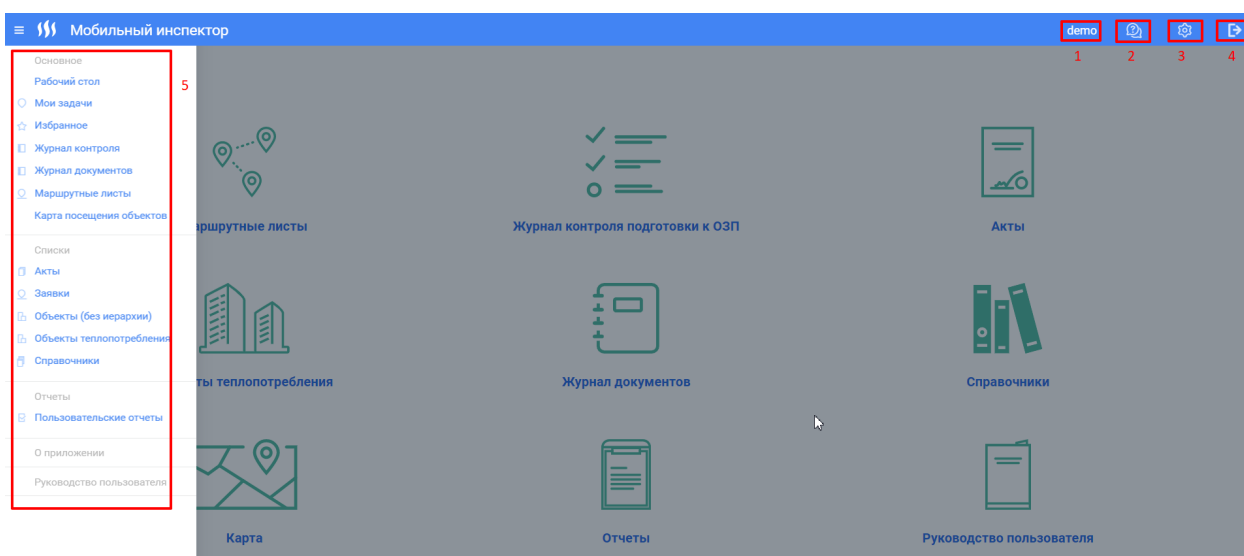 Мобильный инспектор
demo
1 2 3 4
Основное
Рабочий стол
5
Мои задачи
Избранное
Журнал контроля
Журнал документов
Маршрутные листы
Карта посещения объектов
Списки
Акты
Заявки
Объекты (без иерархии)
Объекты теплопотребления
Справочники
Отчеты
Пользовательские отчеты
О приложении
Руководство пользователя
аршрутные листы
Журнал контроля подготовки к ОЗП
Акты
ты теплопотребления
Журнал документов
Справочники
Карта
Отчеты
Руководство пользователя